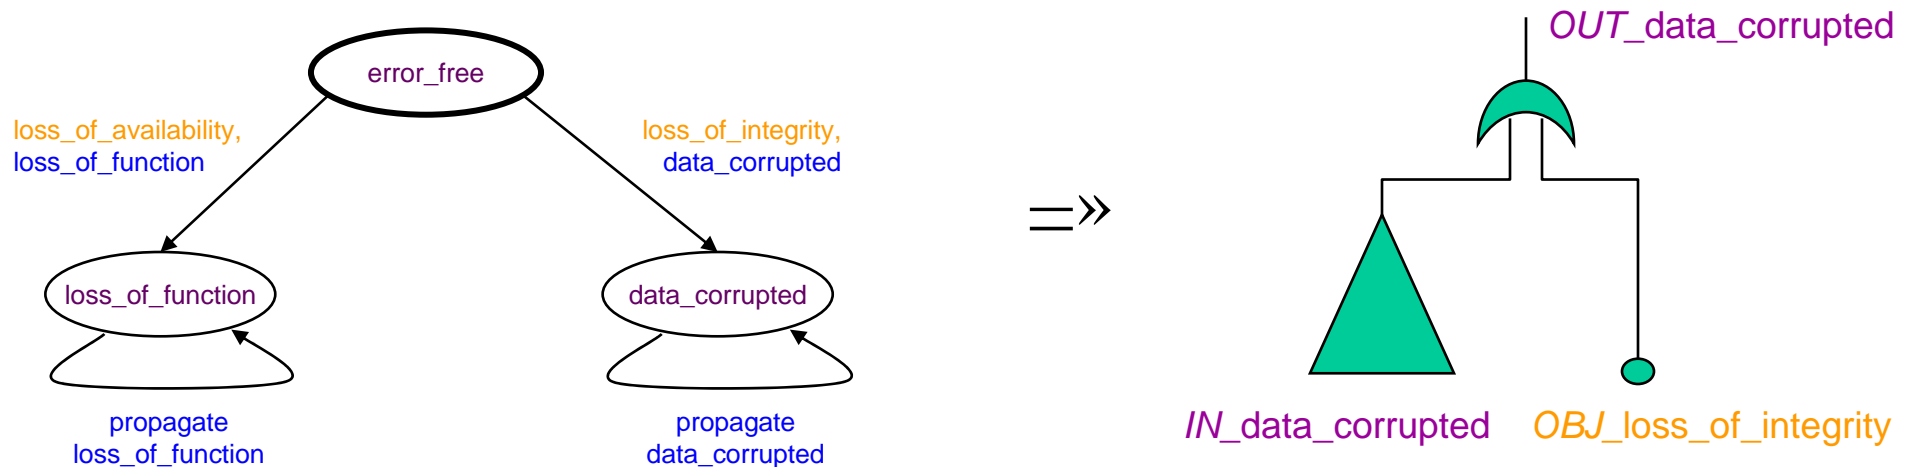 error_free
loss_of_availability,
loss_of_function
loss_of_integrity,
data_corrupted
loss_of_function
data_corrupted
propagate
loss_of_function
propagate
data_corrupted
=»
OUT_data_corrupted
IN_data_corrupted
OBJ_loss_of_integrity